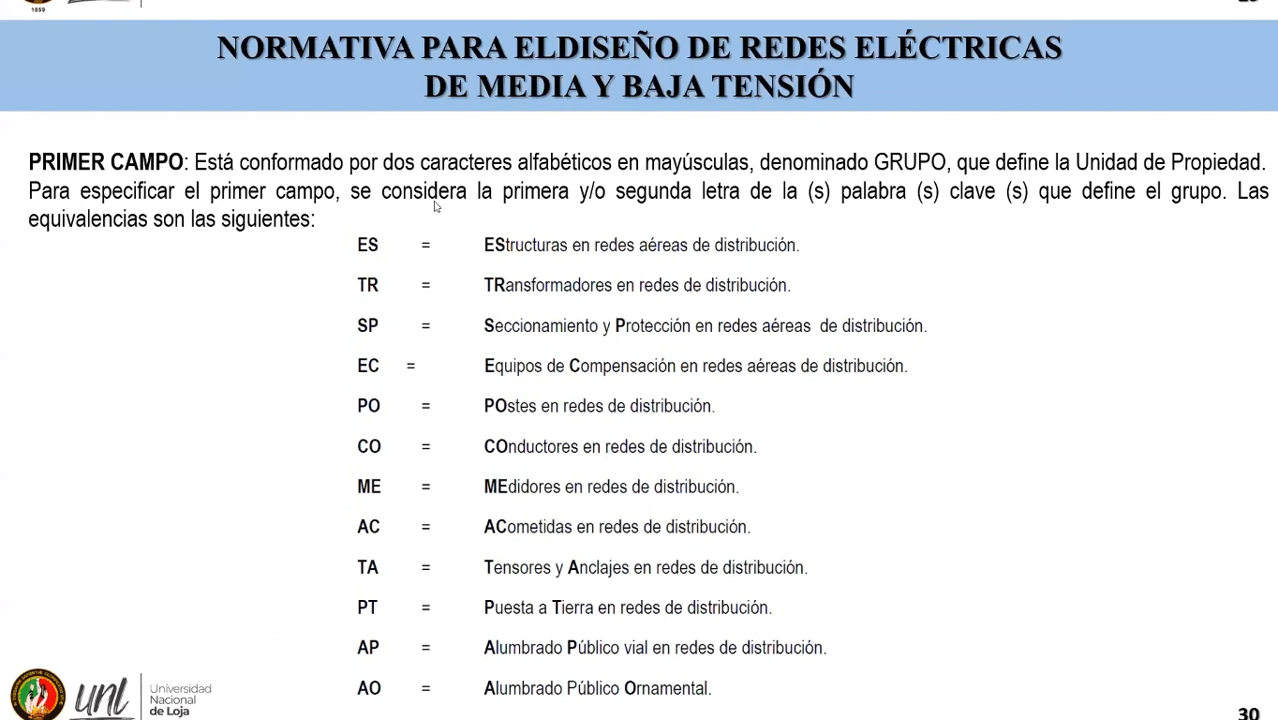 1859
NORMATIVA PARA ELDISEÑO DE REDES ELÉCTRICAS
DE MEDIA Y BAJA TENSIÓN
PRIMER CAMPO: Está conformado por dos caracteres alfabéticos en mayúsculas, denominado GRUPO, que define la Unidad de Propiedad.
Para especificar el primer campo, se considera la primera y/o segunda letra de la (s) palabra (s) clave (s) que define el grupo. Las
equivalencias son las siguientes:
ES = EStructuras en redes aéreas de distribución.
TR = TRansformadores en redes de distribución.
SP = Seccionamiento y Protección en redes aéreas de distribución.
EC = Equipos de Compensación en redes aéreas de distribución.
PO = POstes en redes de distribución.
CO = COnductores en redes de distribución.
ME = MEdidores en redes de distribución.
AC = ACometidas en redes de distribución.
TA = Tensores y Anclajes en redes de distribución.
PT = Puesta a Tierra en redes de distribución.
AP = Alumbrado Público vial en redes de distribución.
AO = Alumbrado Público Ornamental.
unl
Universidad
Nacional
de Loja
30